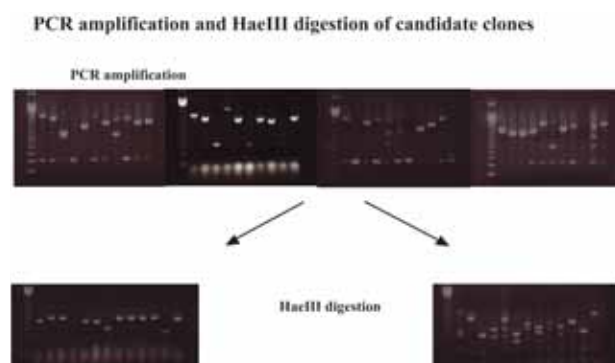 PCR amplification and HaeIII digestion of candidate clones
PCR amplification
HaeIII digestion